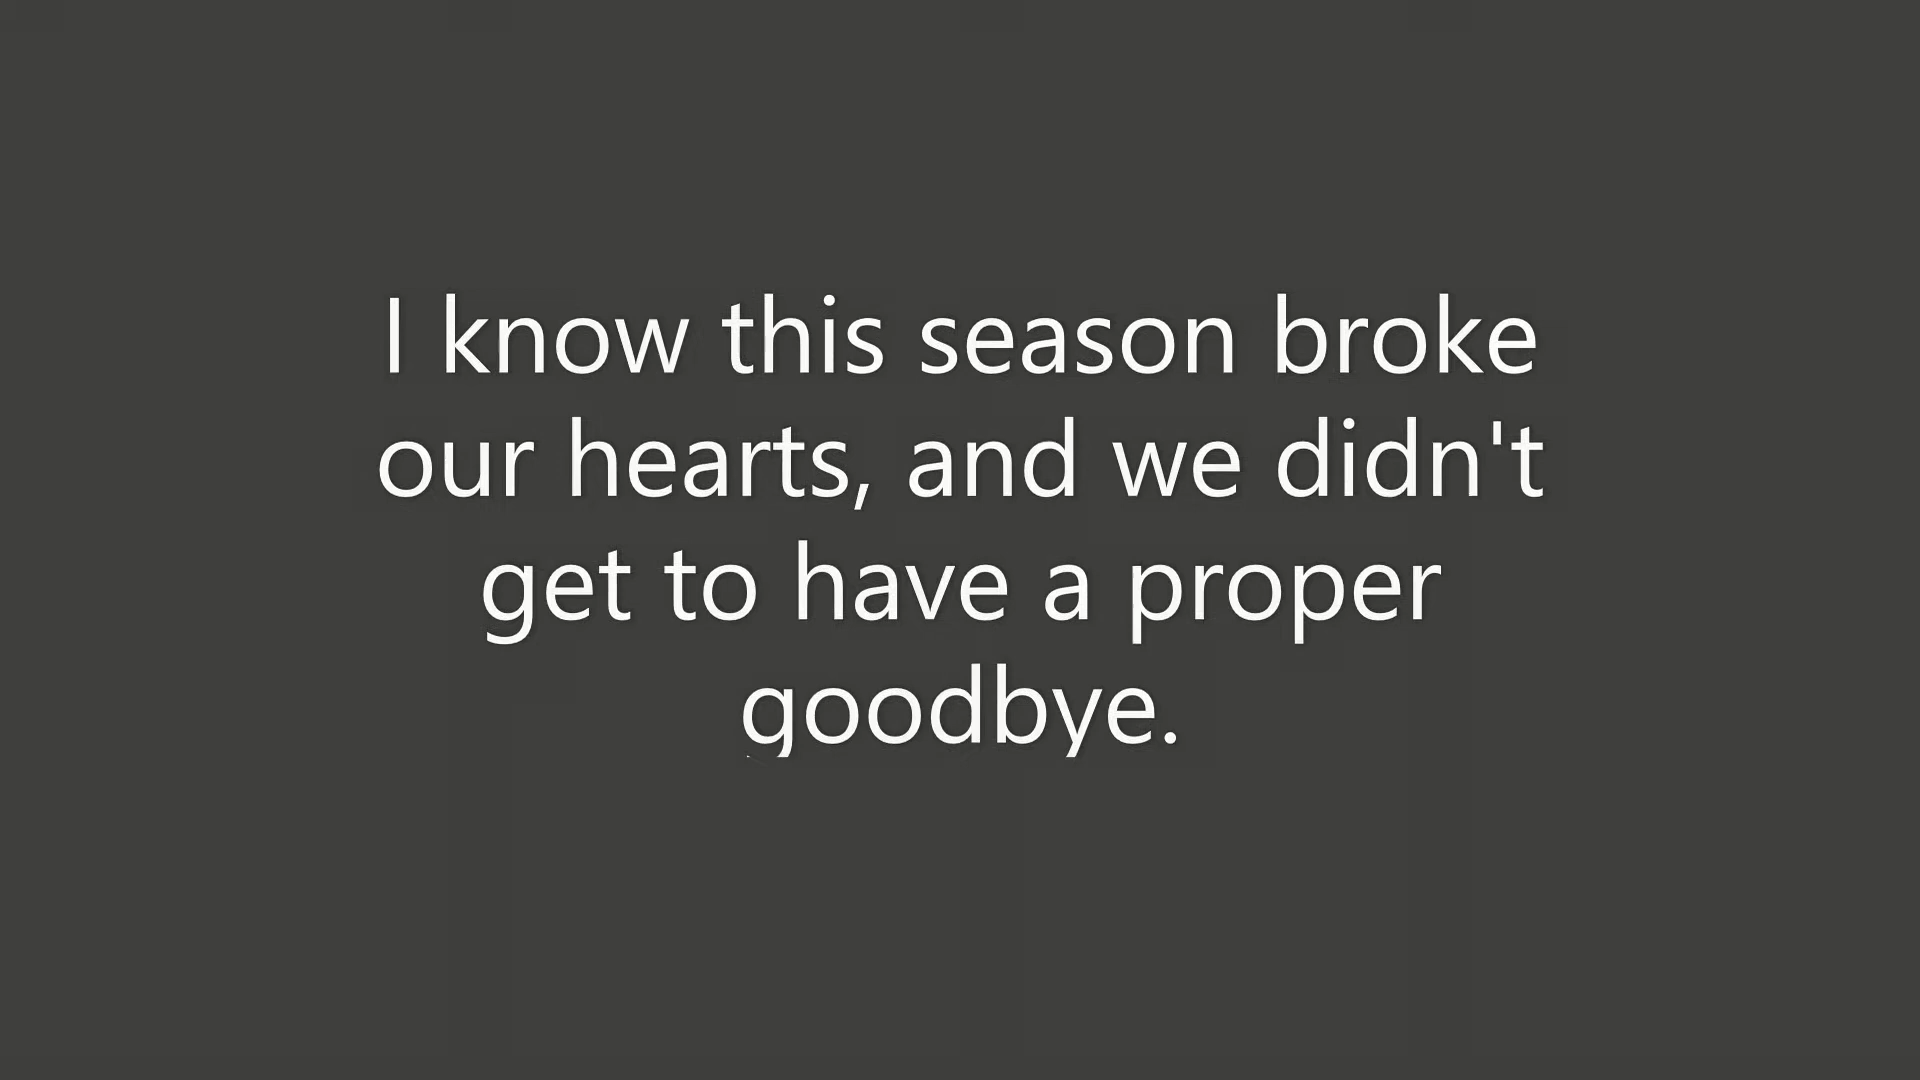 I know this season broke
our hearts, and we didn't
get to have a proper
goodbye.